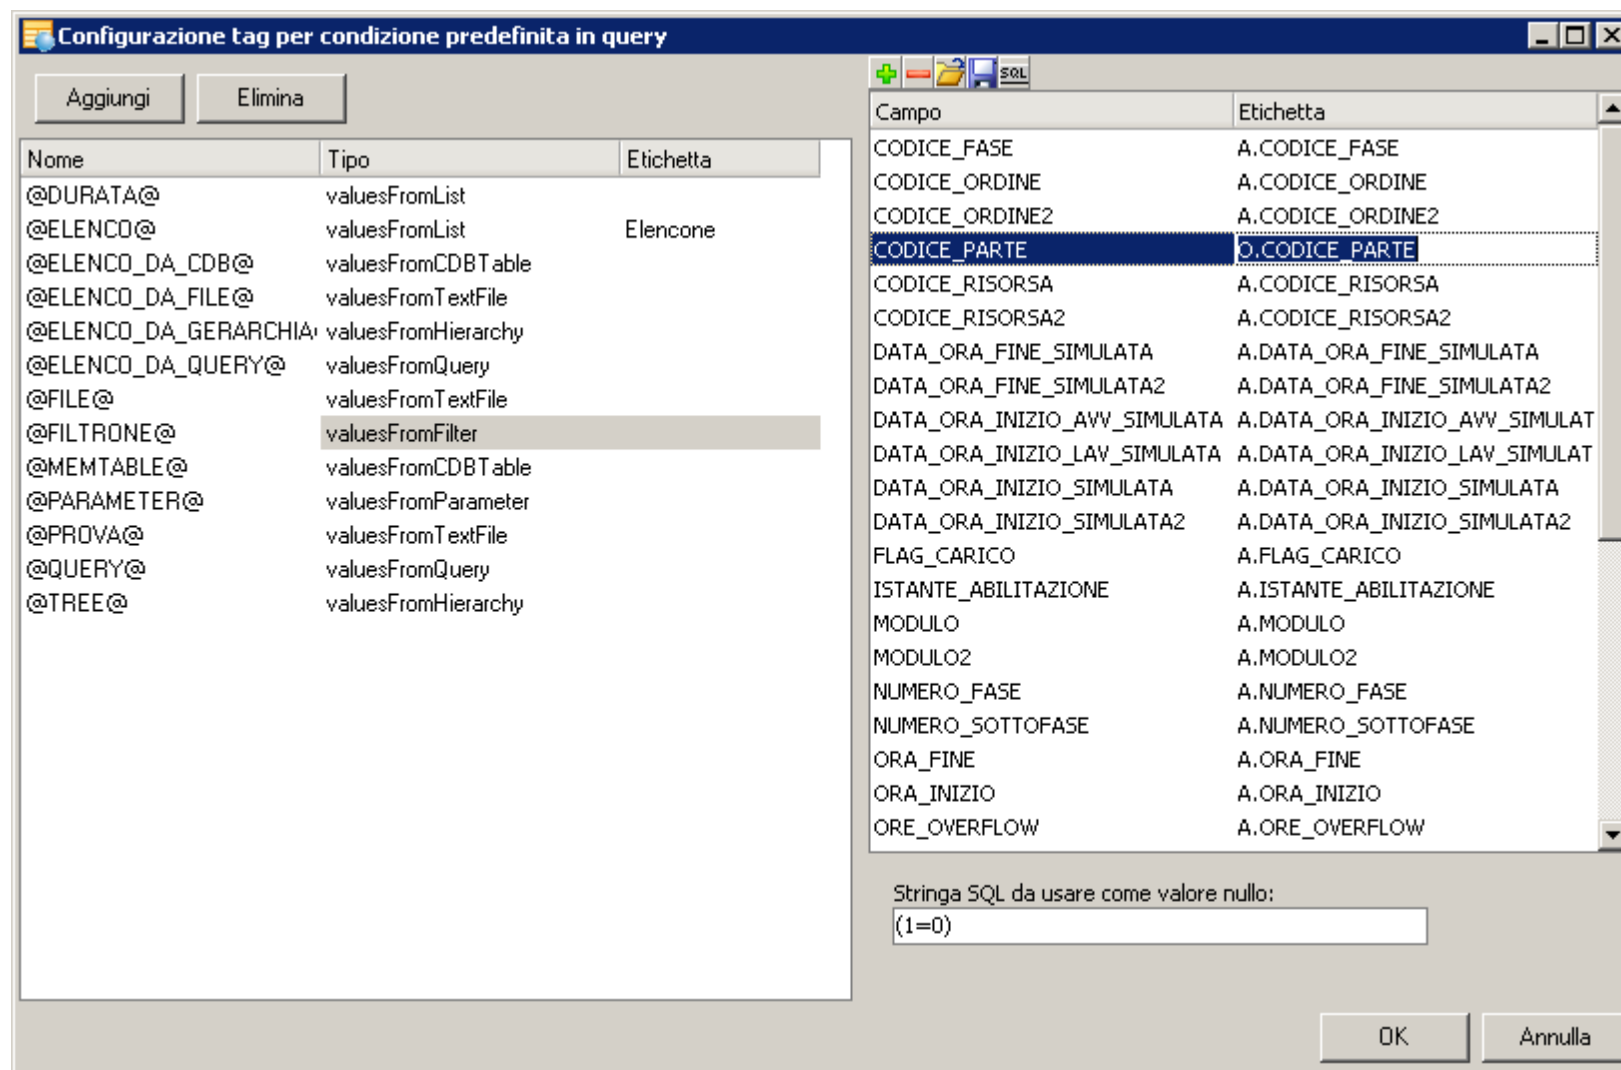 Configurazione tag per condizione predefinita in query
Aggiungi Elimina
SQL
Nome Tipo Etichetta
@DURATA@ valuesFromList
@ELENCO@ valuesFromList Elencone
@ELENCO_DA_CDB@ valuesFromCDBTable
@ELENCO_DA_FILE@ valuesFromTextFile
@ELENCO_DA_GERARCHIA valuesFromHierarchy
@ELENCO_DA_QUERY@ valuesFromQuery
@FILE@ valuesFromTextFile
@FILTRONE@ valuesFromFilter
@MEMTABLE@ valuesFromCDBTable
@PARAMETER@ valuesFromParameter
@PROVA@ valuesFromTextFile
@QUERY@ valuesFromQuery
@TREE@ valuesFromHierarchy
Campo Etichetta
CODICE_FASE A.CODICE_FASE
CODICE_ORDINE A.CODICE_ORDINE
CODICE_ORDINE2 A.CODICE_ORDINE2
CODICE_PARTE O.CODICE_PARTE
CODICE_RISORSA A.CODICE_RISORSA
CODICE_RISORSA2 A.CODICE_RISORSA2
DATA_ORA_FINE_SIMULATA A.DATA_ORA_FINE_SIMULATA
DATA_ORA_FINE_SIMULATA2 A.DATA_ORA_FINE_SIMULATA2
DATA_ORA_INIZIO_AVV_SIMULATA A.DATA_ORA_INIZIO_AVV_SIMULAT
DATA_ORA_INIZIO_LAV_SIMULATA A.DATA_ORA_INIZIO_LAV_SIMULAT
DATA_ORA_INIZIO_SIMULATA A.DATA_ORA_INIZIO_SIMULATA
DATA_ORA_INIZIO_SIMULATA2 A.DATA_ORA_INIZIO_SIMULATA2
FLAG_CARICO A.FLAG_CARICO
ISTANTE_ABILITAZIONE A.ISTANTE_ABILITAZIONE
MODULO A.MODULO
MODULO2 A.MODULO2
NUMERO_FASE A.NUMERO_FASE
NUMERO_SOTTOFASE A.NUMERO_SOTTOFASE
ORA_FINE A.ORA_FINE
ORA_INIZIO A.ORA_INIZIO
ORE_OVERFLOW A.ORE_OVERFLOW
Stringa SQL da usare come valore nullo:
(1=0)
OK Annulla